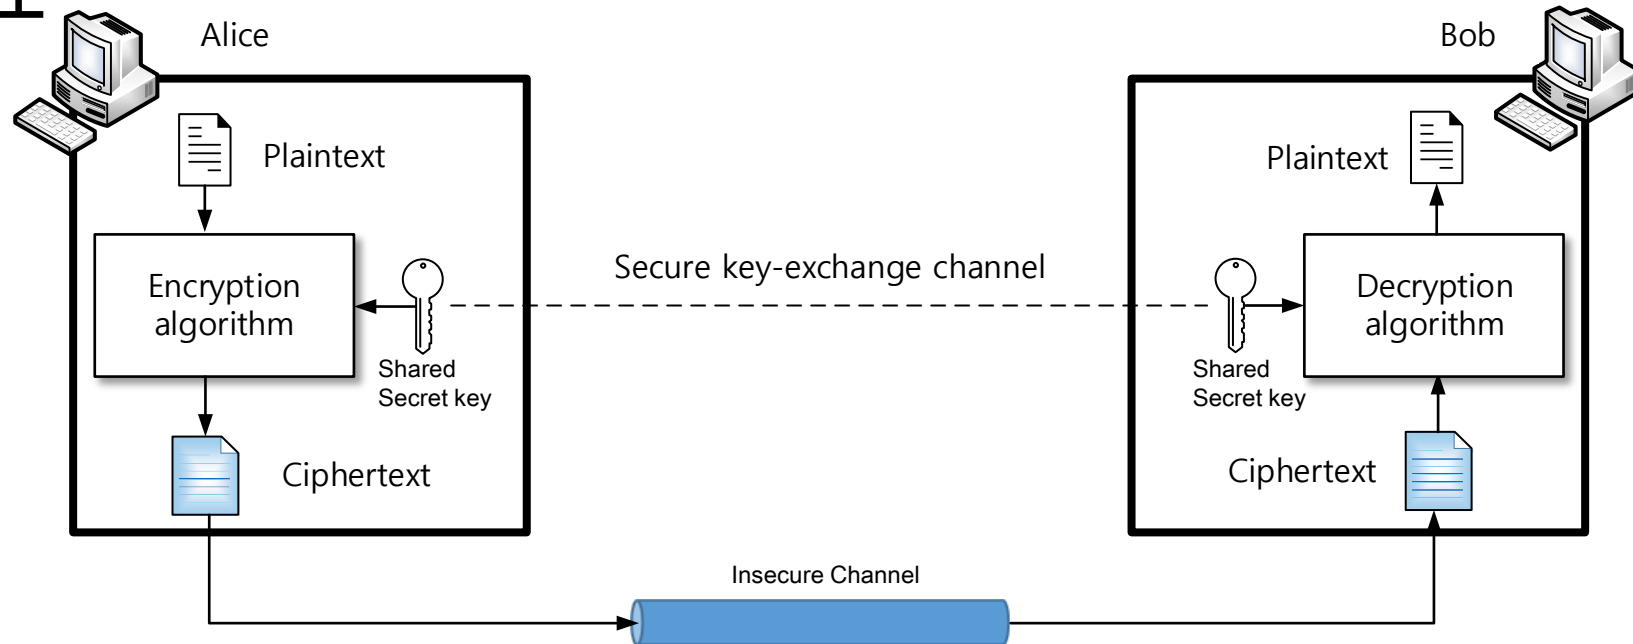 Alice
Bob
Plaintext
Plaintext
Encryption
algorithm
Secure key-exchange channel
Decryption
algorithm
Shared
Secret key
Shared
Secret key
Ciphertext
Ciphertext
Insecure Channel